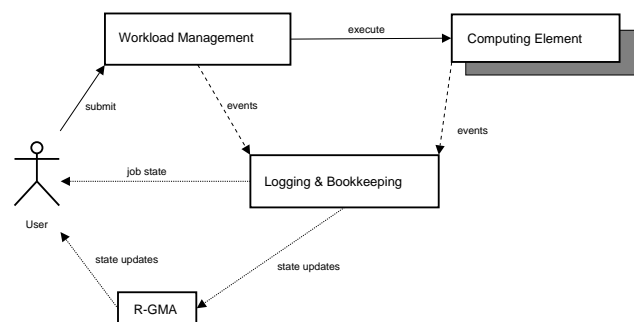 Workload Management
execute
Computing Element
submit
events
events
job state
Logging & Bookkeeping
User
state updates
state updates
R-GMA